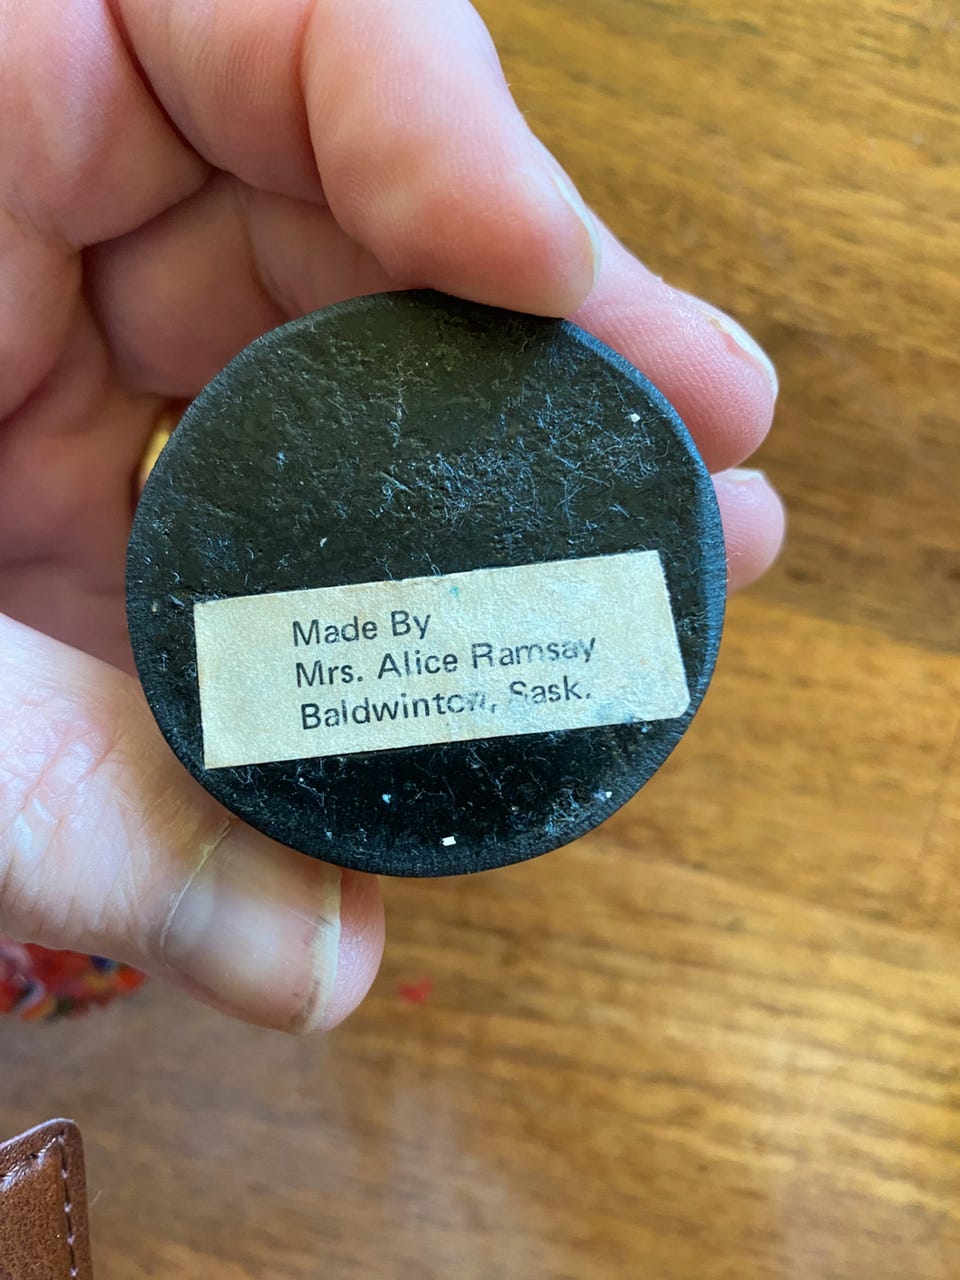 Made By
Mrs. Alice Ramsay
Baldwinton, Sask.